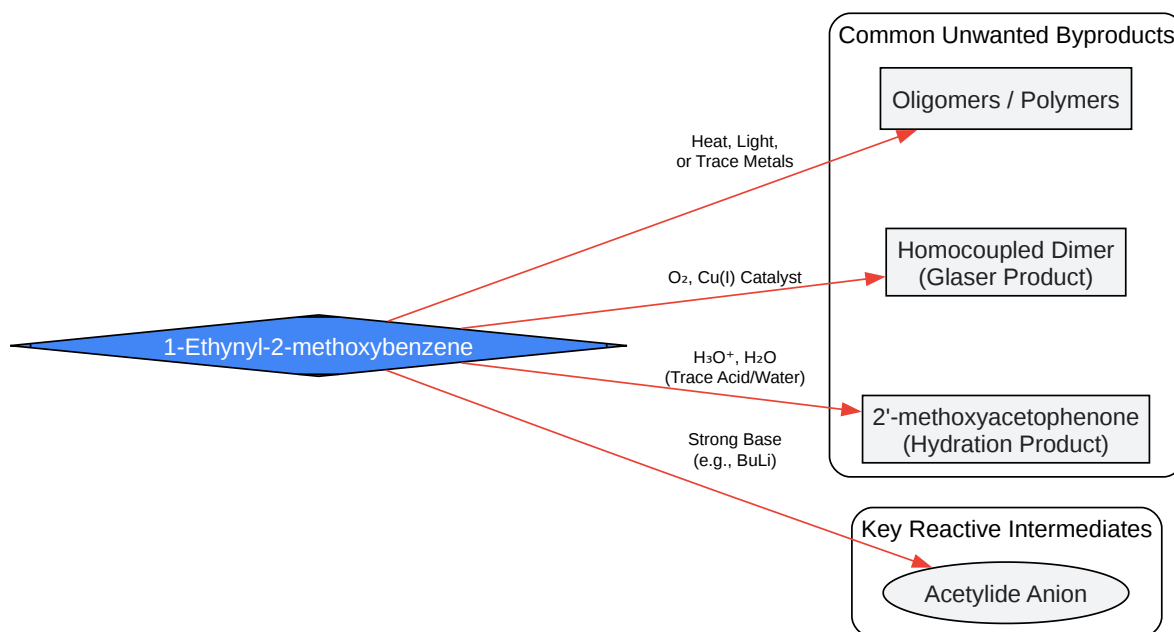 Common Unwanted Byproducts
Oligomers / Polymers
Heat, Light,
or Trace Metals
Homocoupled Dimer
(Glaser Product)
O₂, Cu(I) Catalyst
1-Ethynyl-2-methoxybenzene
H₃O⁺, H₂O
(Trace Acid/Water)
2'-methoxyacetophenone
(Hydration Product)
Strong Base
(e.g., BuLi)
Key Reactive Intermediates
Acetylide Anion